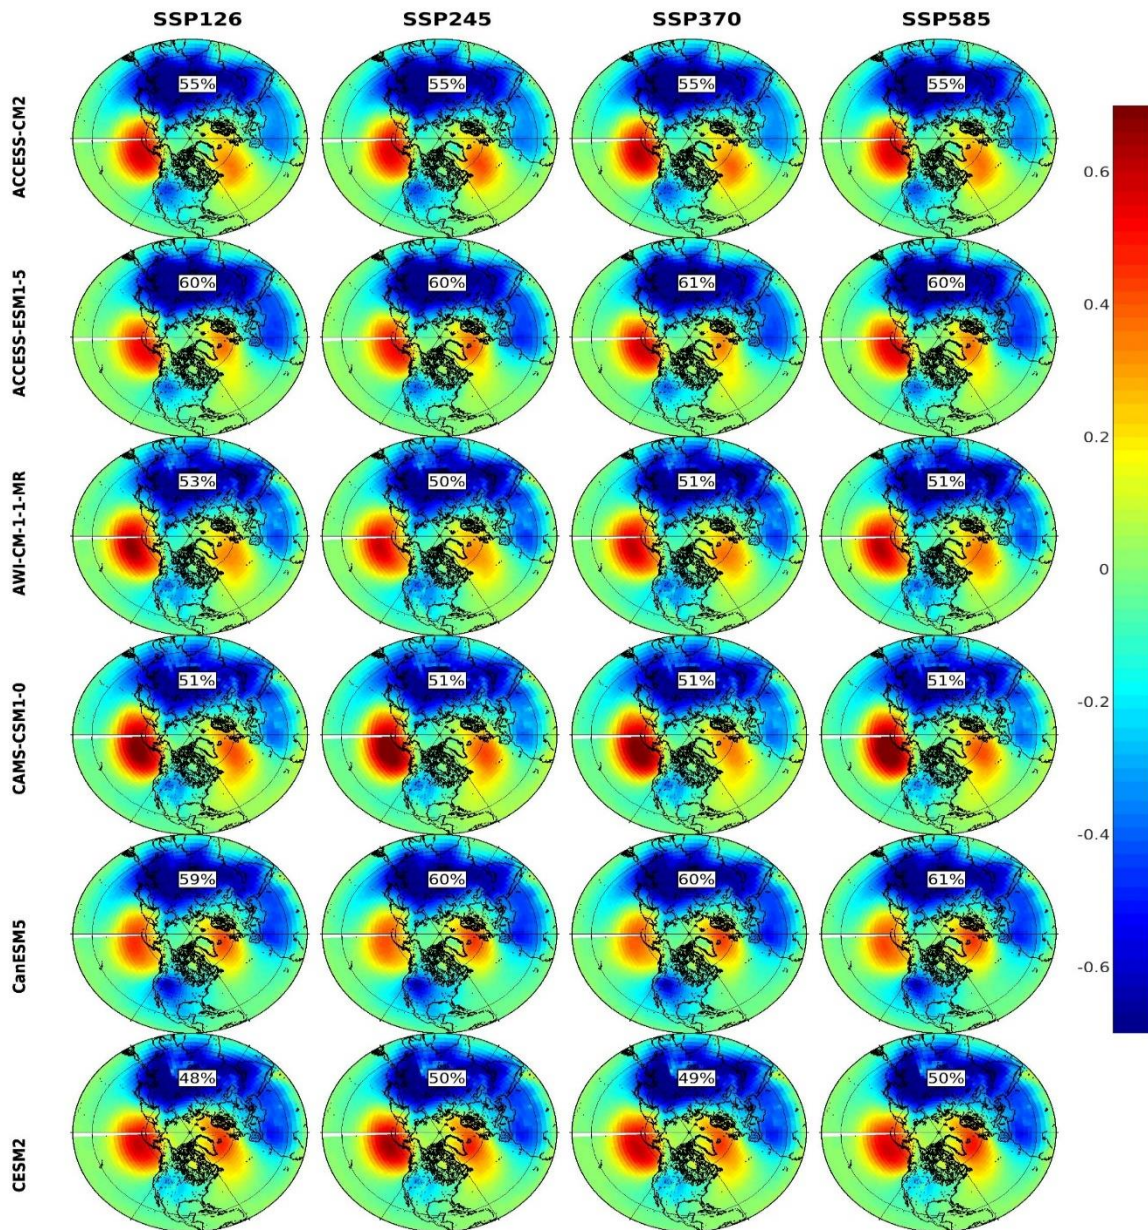 SSP126 SSP245 SSP370 SSP585
ACCESS-CM2
55% 55% 55% 55%
ACCESS-ESM1-5
60% 60% 61% 60%
AWI-CM-1-1-MR
53% 50% 51% 51%
CAMS-CSM1-0
51% 51% 51% 51%
CanESM5
59% 60% 60% 61%
CESM2
48% 50% 49% 50%
0.6
0.4
0.2
0
-0.2
-0.4
-0.6